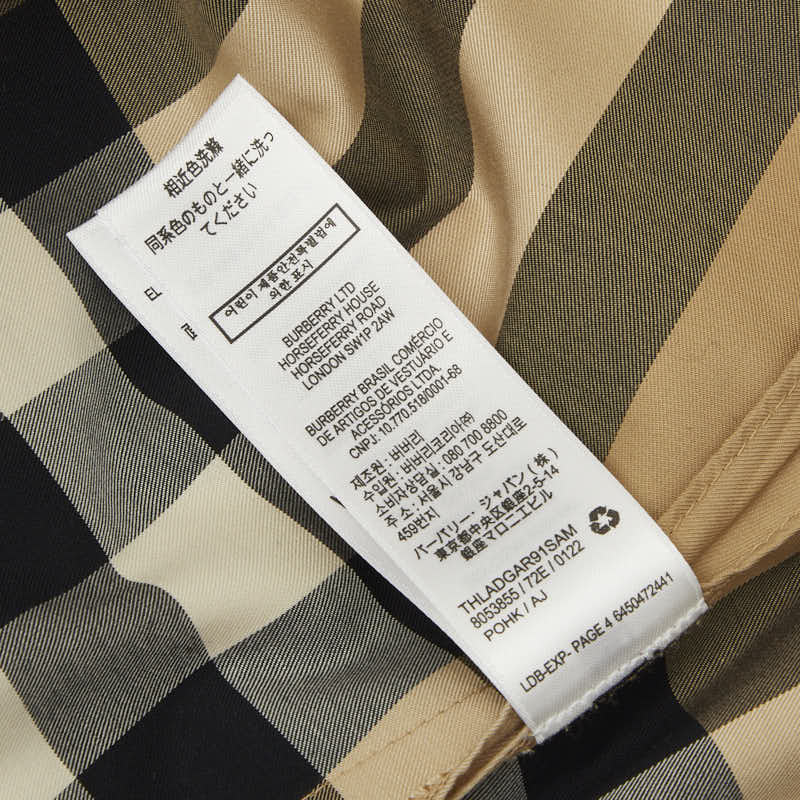 相近色洗滌
同系色のものと一緒に洗っ
てください
어린이제품안전특별법에
의한 표시
BURBERRY LTD
HORSEFERRY HOUSE
HORSEFERRY ROAD
LONDON SW1P 2AW
BURBERRY BRASIL COMÉRCIO
DE ARTIGOS DE VESTUÁRIO E
ACESSÓRIOS LTDA.
CNPJ: 10.770.518/0001-68
제조원: 버버리
수입원: 버버리코리아(주)
소비자상담실: 080 700 8800
주소: 서울시 강남구 도산대로
459번지
バーバリー・ジャパン(株)
東京都中央区銀座2-5-14
銀座マロニエビル
THLADGAR91SAM
8053855 / 72E / 0122
POHK / AJ
LDB-EXP- PAGE 4 6450472441
EL